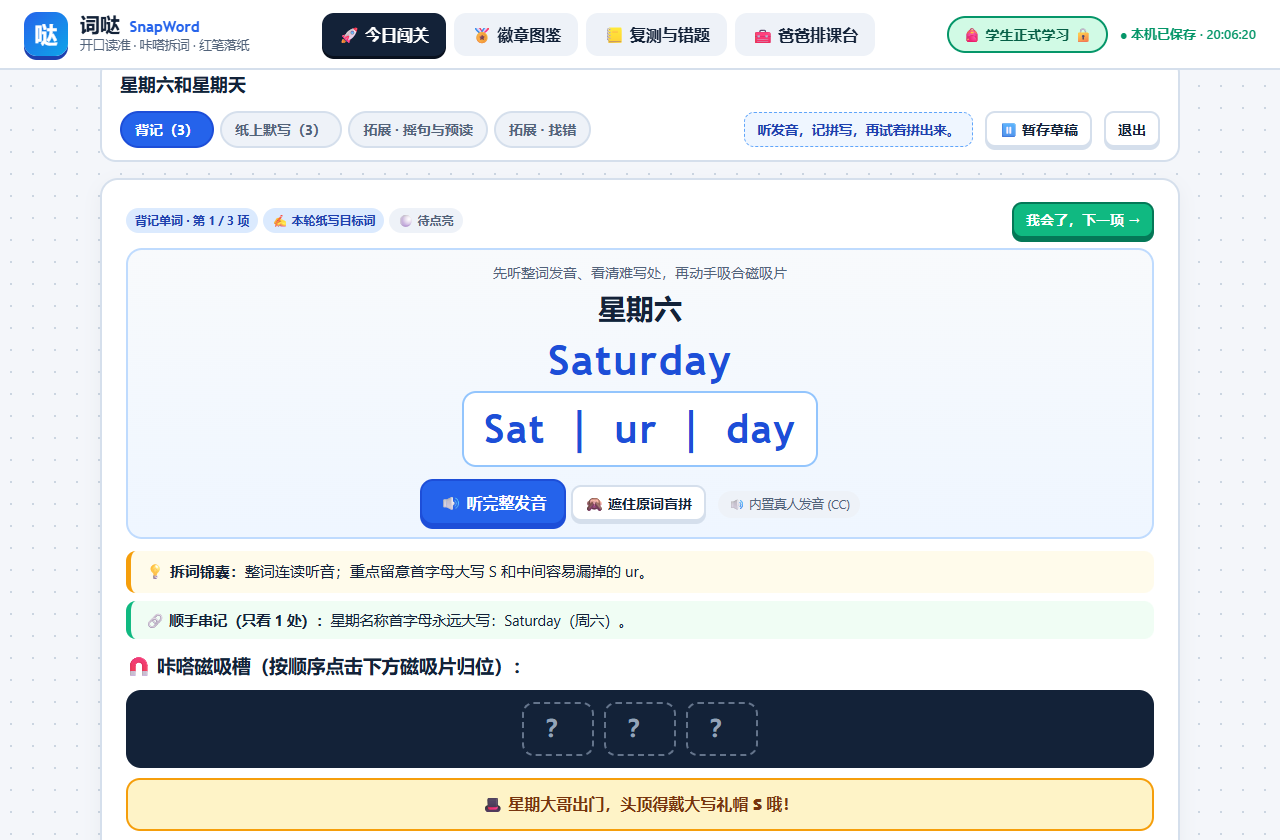 哒 词哒 SnapWord
开口读准 · 咔嗒拆词 · 红笔落纸
🚀 今日闯关
🏅 徽章图鉴
📒 复测与错题
🧰 爸爸排课台
🎒 学生正式学习 🔒
● 本机已保存 · 20:06:20
星期六和星期天
背记（3）
纸上默写（3）
拓展 · 摇句与预读
拓展 · 找错
听发音，记拼写，再试着拼出来。
⏸ 暂存草稿
退出
背记单词 · 第 1 / 3 项
✍ 本轮纸写目标词
🌑 待点亮
我会了，下一项 →
先听整词发音、看清难写处，再动手吸合磁吸片
星期六
Saturday
Sat | ur | day
🔊 听完整发音
🙈 遮住原词盲拼
🔊 内置真人发音 (CC)
💡 拆词锦囊：整词连读听音；重点留意首字母大写 S 和中间容易漏掉的 ur。
🔗 顺手串记（只看 1 处）：星期名称首字母永远大写：Saturday（周六）。
🧲 咔嗒磁吸槽（按顺序点击下方磁吸片归位）：
? ? ?
🎩 星期大哥出门，头顶得戴大写礼帽 S 哦！